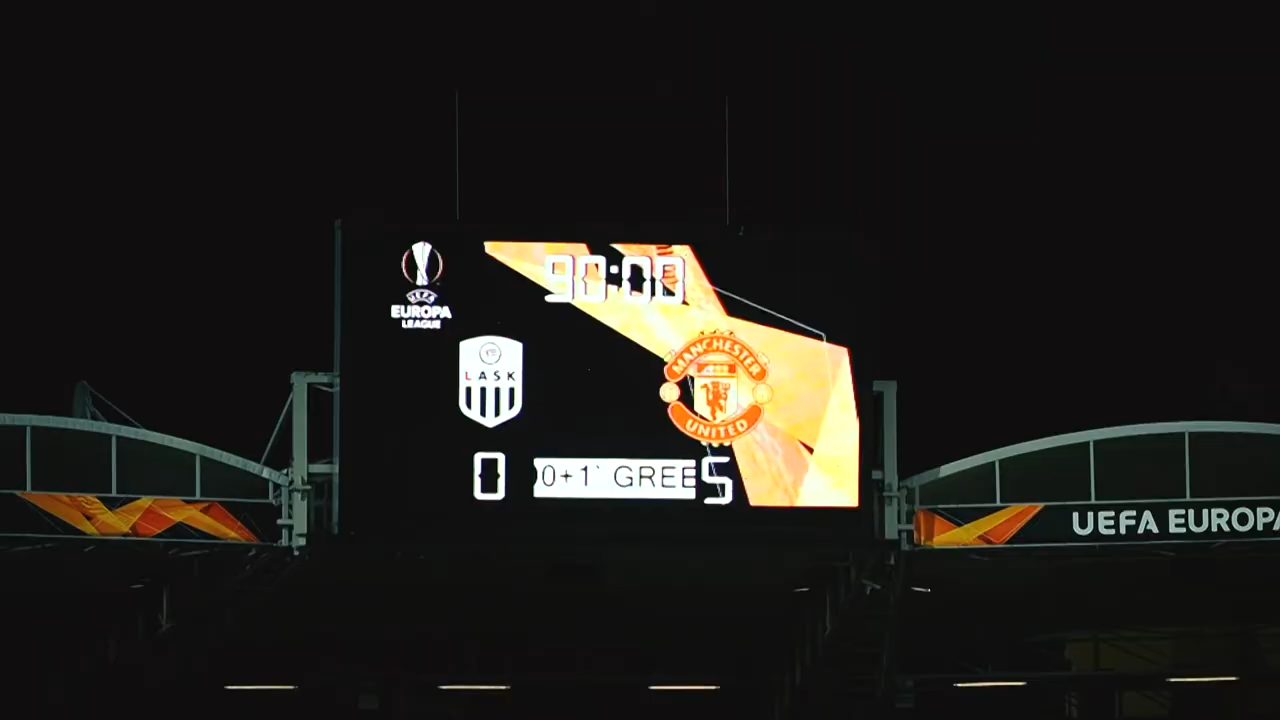 90:00
UEFA
EUROPA
LEAGUE
LASK
MANCHESTER
UNITED
0
0+1' GREE
5
UEFA EUROPA